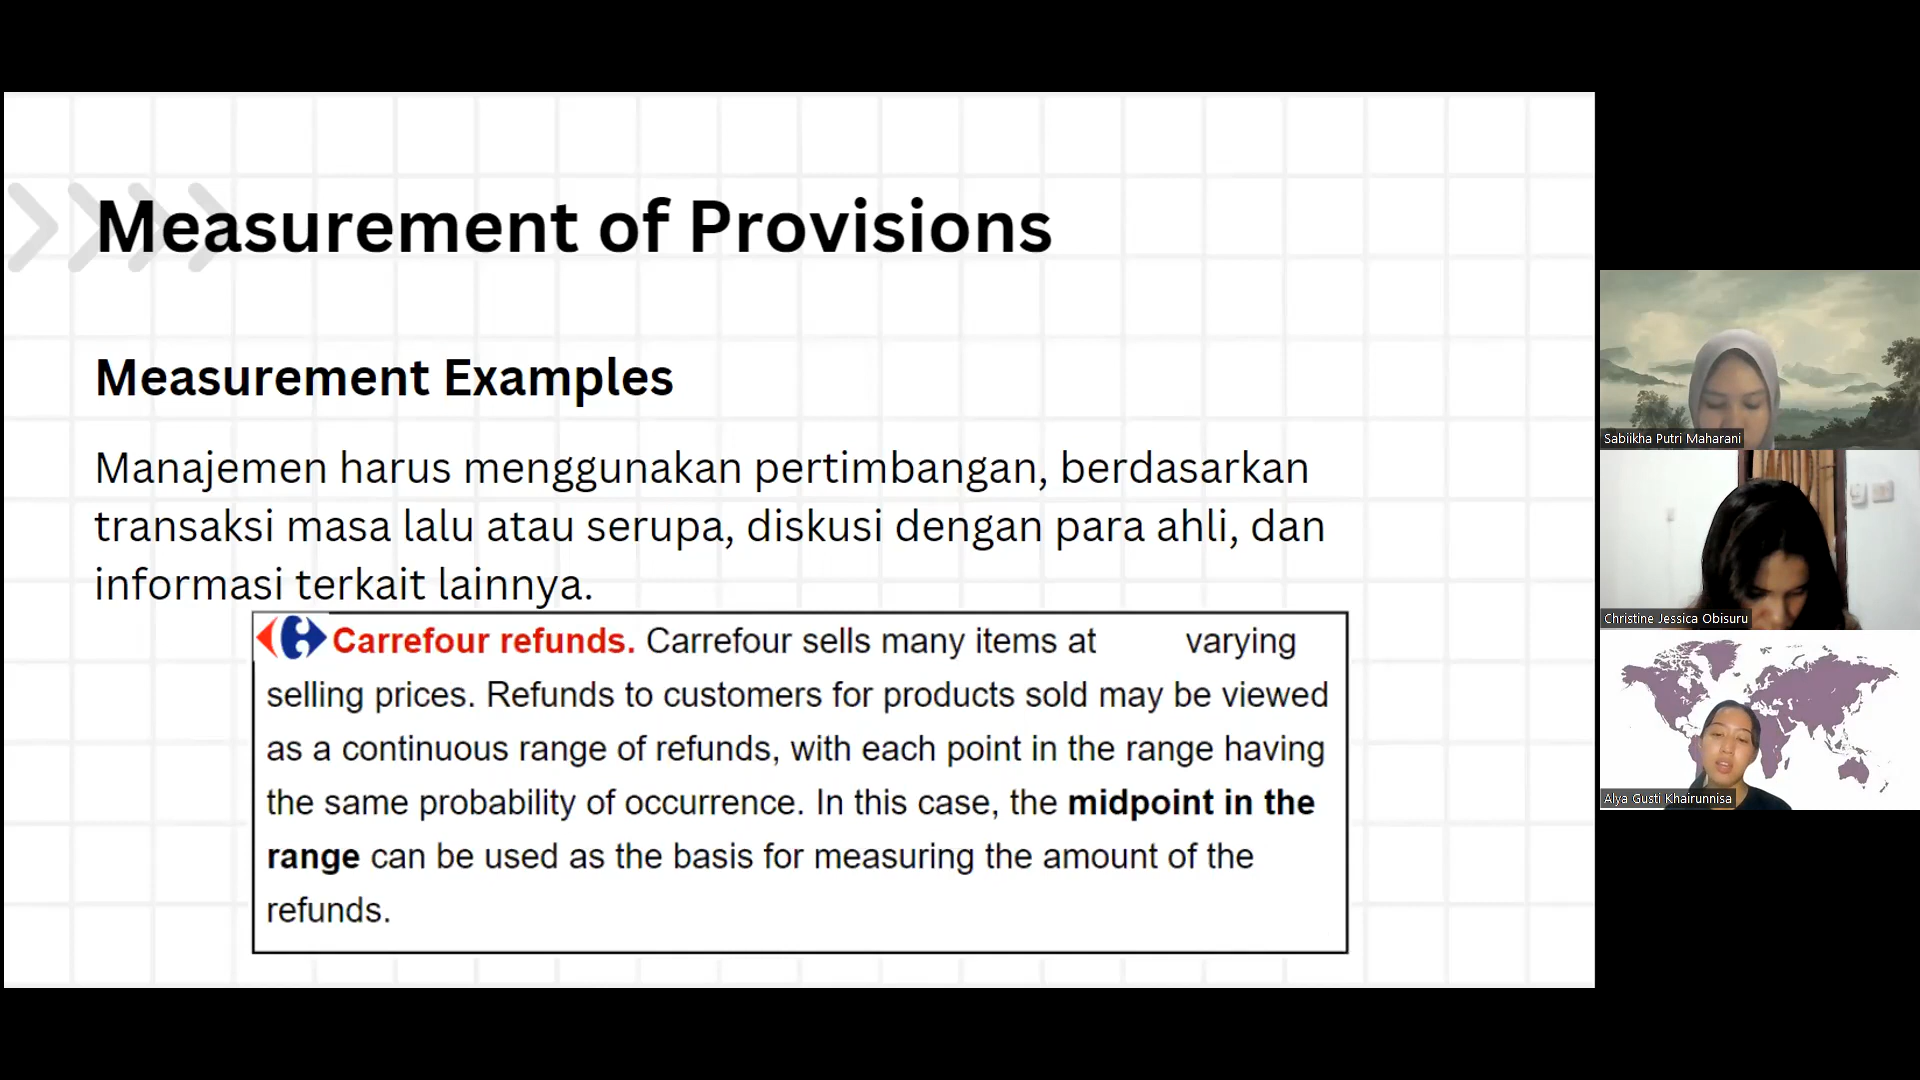 Measurement of Provisions
Measurement Examples
Manajemen harus menggunakan pertimbangan, berdasarkan
transaksi masa lalu atau serupa, diskusi dengan para ahli, dan
informasi terkait lainnya.
Carrefour refunds. Carrefour sells many items at varying
selling prices. Refunds to customers for products sold may be viewed
as a continuous range of refunds, with each point in the range having
the same probability of occurrence. In this case, the midpoint in the
range can be used as the basis for measuring the amount of the
refunds.
Sabiikha Putri Maharani
Christine Jessica Obisuru
Alya Gusti Khairunnisa